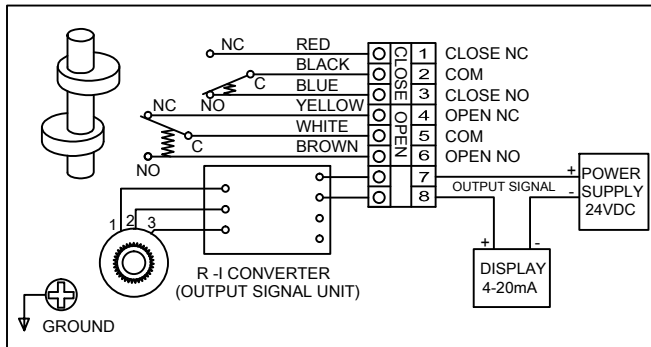 NC RED 1 CLOSE NC
BLACK 2 COM
C
NO BLUE 3 CLOSE NO
CLOSE
NC YELLOW 4 OPEN NC
WHITE 5 COM
C
NO BROWN 6 OPEN NO
OPEN
7
OUTPUT SIGNAL
8
+ POWER
- SUPPLY
24VDC
1 2 3
+ -
DISPLAY
4-20mA
R -I CONVERTER
(OUTPUT SIGNAL UNIT)
GROUND